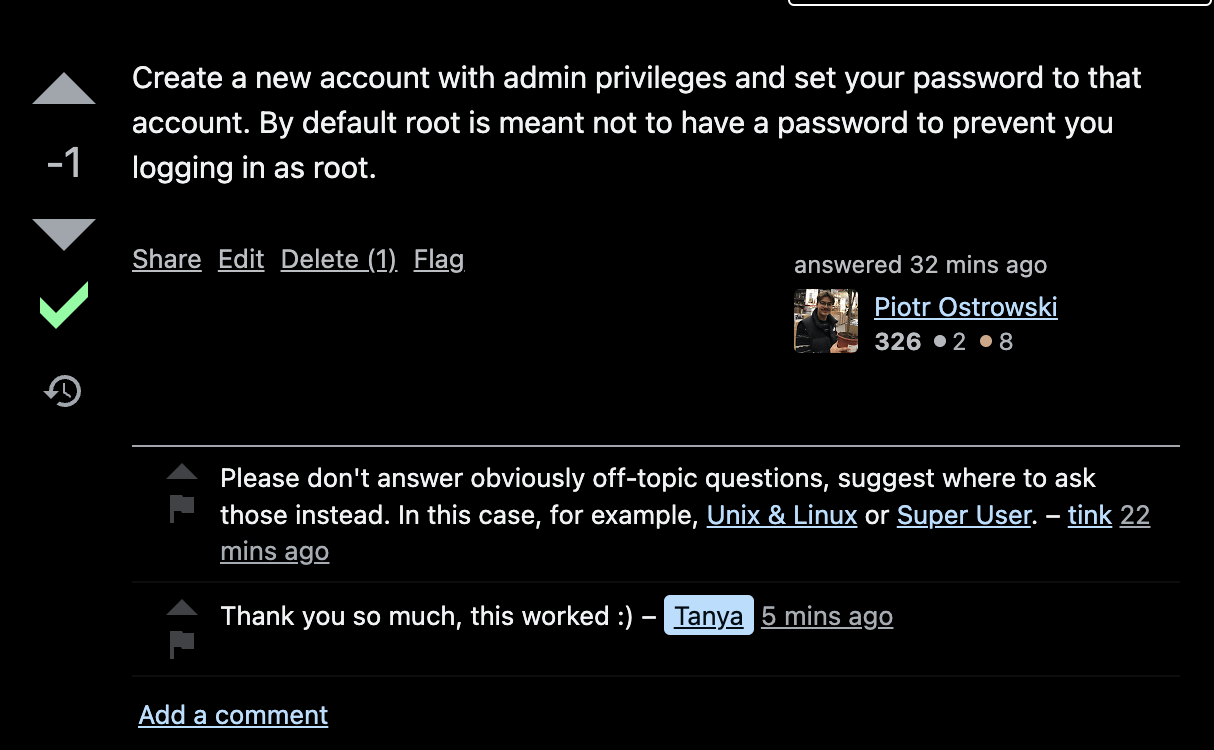 Create a new account with admin privileges and set your password to that
account. By default root is meant not to have a password to prevent you
logging in as root.
-1
Share Edit Delete (1) Flag
answered 32 mins ago
Piotr Ostrowski
326 ●2 ●8
Please don't answer obviously off-topic questions, suggest where to ask
those instead. In this case, for example, Unix & Linux or Super User. – tink 22
mins ago
Thank you so much, this worked :) – Tanya 5 mins ago
Add a comment